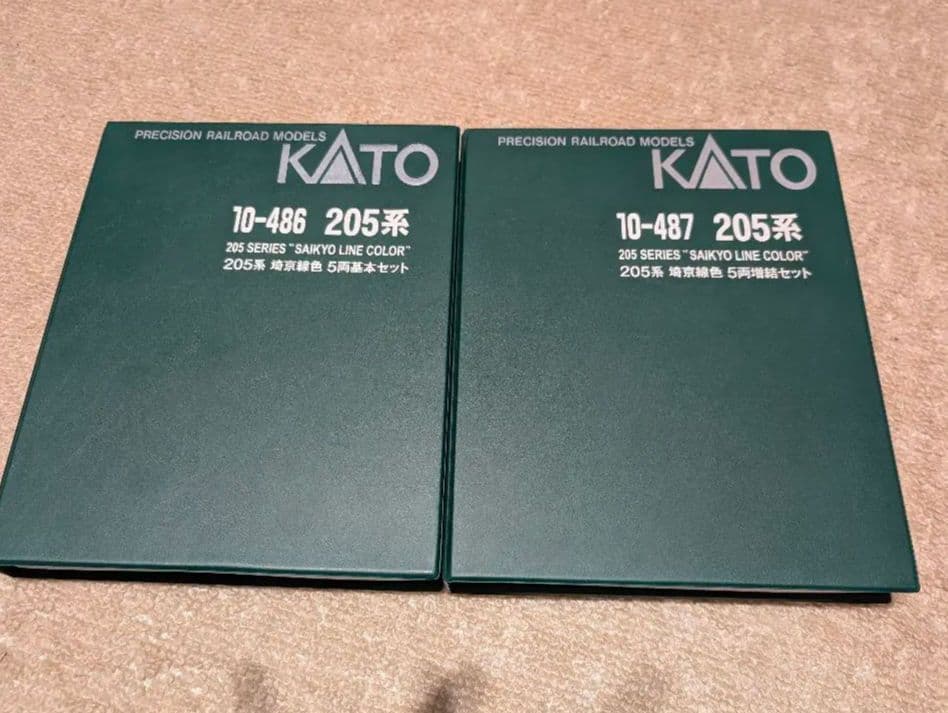 PRECISION RAILROAD MODELS
KATO
10-486 205系
205 SERIES "SAIKYO LINE COLOR"
205系 埼京線色 5両基本セット
PRECISION RAILROAD MODELS
KATO
10-487 205系
205 SERIES "SAIKYO LINE COLOR"
205系 埼京線色 5両増結セット